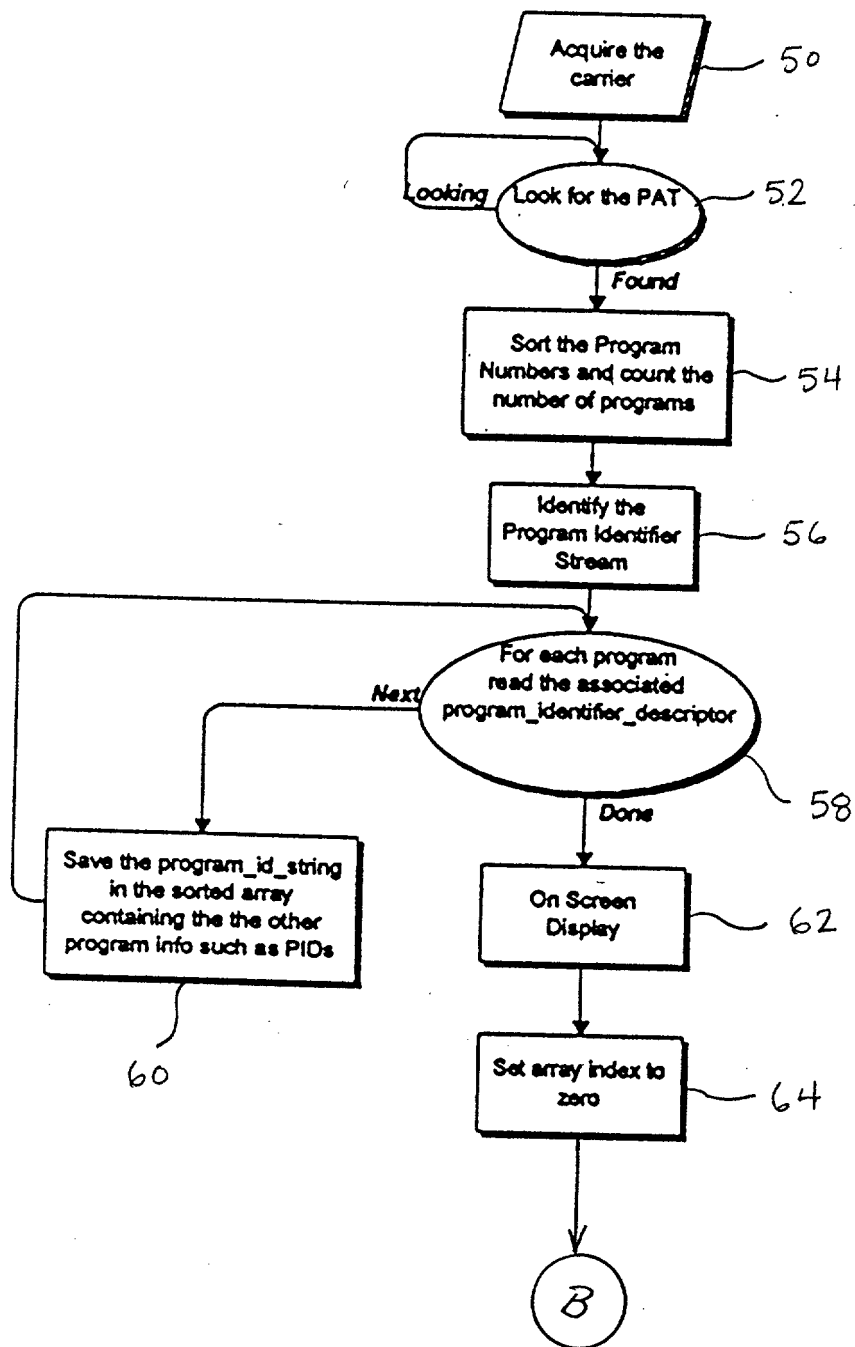 Acquire the
carrier
50
Looking
Look for the PAT
52
Found
Sort the Program
Numbers and count the
number of programs
54
Identify the
Program Identifier
Stream
56
For each program
read the associated
program_identifier_descriptor
Next
58
Done
Save the program_id_string
in the sorted array
containing the the other
program info such as PIDs
60
On Screen
Display
62
Set array index to
zero
64
B